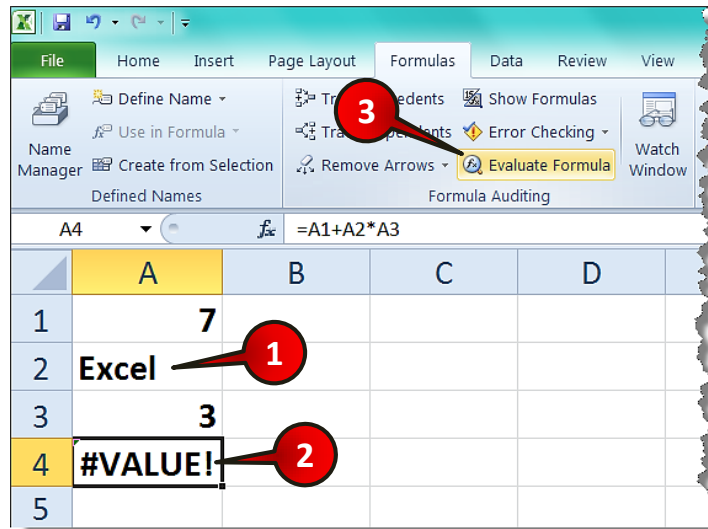 File Home Insert Page Layout Formulas Data Review View
Define Name Show Formulas
Use in Formula Error Checking
Name Manager Create from Selection Remove Arrows Evaluate Formula Watch Window
Defined Names Formula Auditing
3
A4 fx =A1+A2*A3
A B C D
1 7
2 Excel 1
3 3
4 #VALUE! 2
5